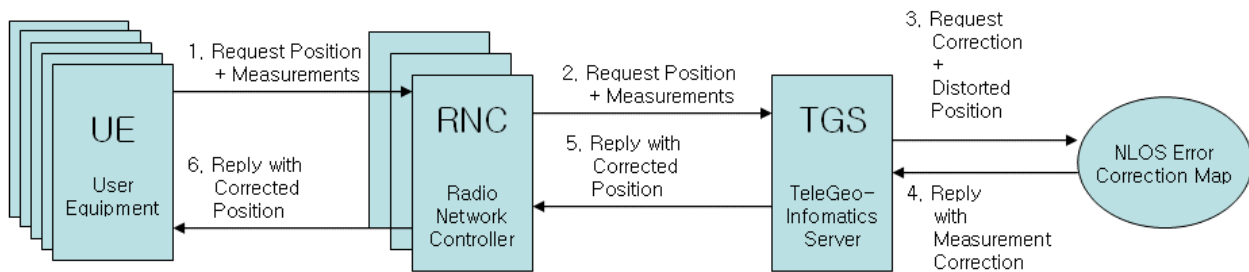 UE
User
Equipment
1, Request Position
+ Measurements
6, Reply with
Corrected
Position
RNC
Radio
Network
Controller
2, Request Position
+ Measurements
5, Reply with
Corrected
Position
TGS
TeleGeo-
Infomatics
Server
3, Request
Correction
+
Distorted
Position
4, Reply
with
Measurement
Correction
NLOS Error
Correction Map